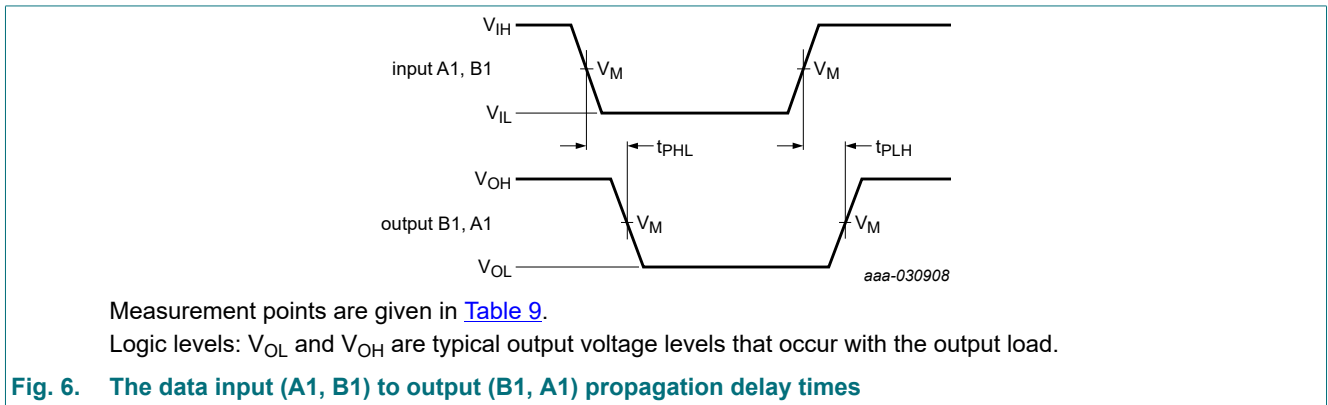 V_IH
input A1, B1
V_M
V_M
V_IL
t_PHL
t_PLH
V_OH
output B1, A1
V_M
V_M
V_OL
aaa-030908
Measurement points are given in Table 9.
Logic levels: V_OL and V_OH are typical output voltage levels that occur with the output load.
Fig. 6. The data input (A1, B1) to output (B1, A1) propagation delay times